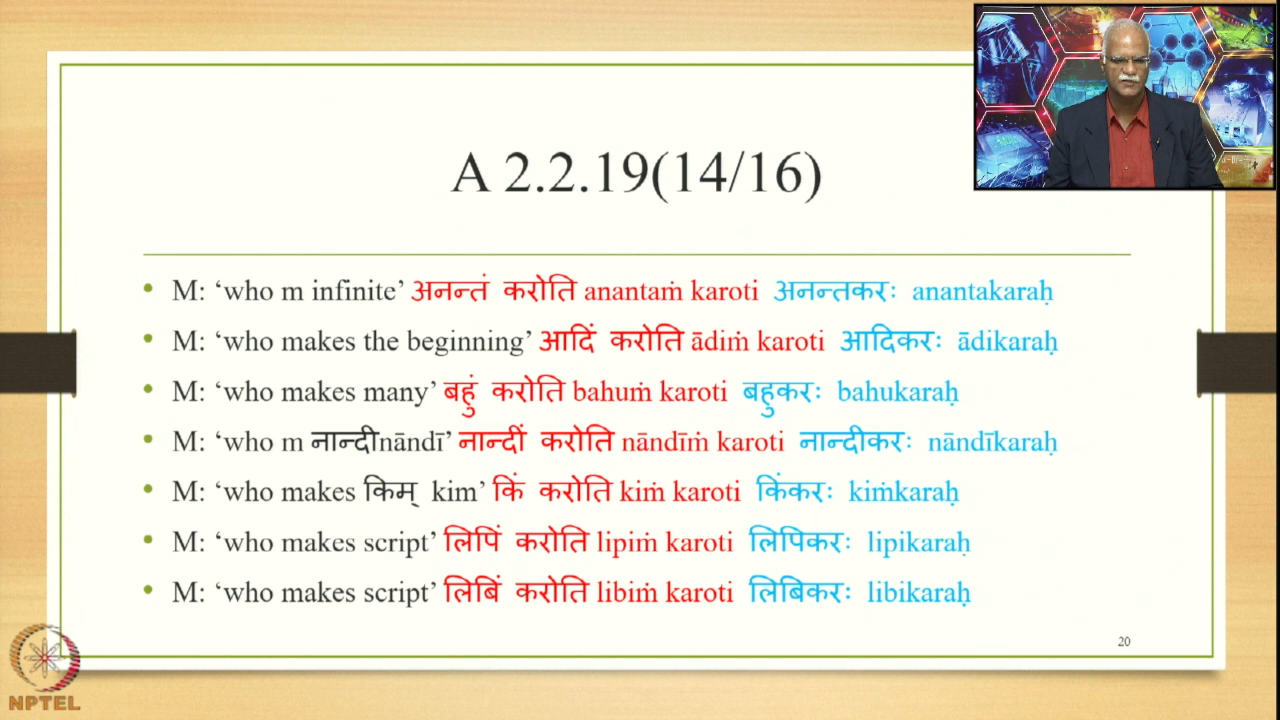 A 2.2.19(14/16)
M: ‘who m infinite’ अनन्तं करोति anantaṁ karoti अनन्तकरः anantakaraḥ
M: ‘who makes the beginning’ आदिं करोति ādiṁ karoti आदिकरः ādikaraḥ
M: ‘who makes many’ बहुं करोति bahuṁ karoti बहुकरः bahukaraḥ
M: ‘who m नान्दीnāndī’ नान्दीं करोति nāndīṁ karoti नान्दीकरः nāndīkaraḥ
M: ‘who makes किम् kim’ किं करोति kiṁ karoti किंकरः kiṁkaraḥ
M: ‘who makes script’ लिपिं करोति lipiṁ karoti लिपिकरः lipikaraḥ
M: ‘who makes script’ लिबिं करोति libiṁ karoti लिबिकरः libikaraḥ
20
NPTEL